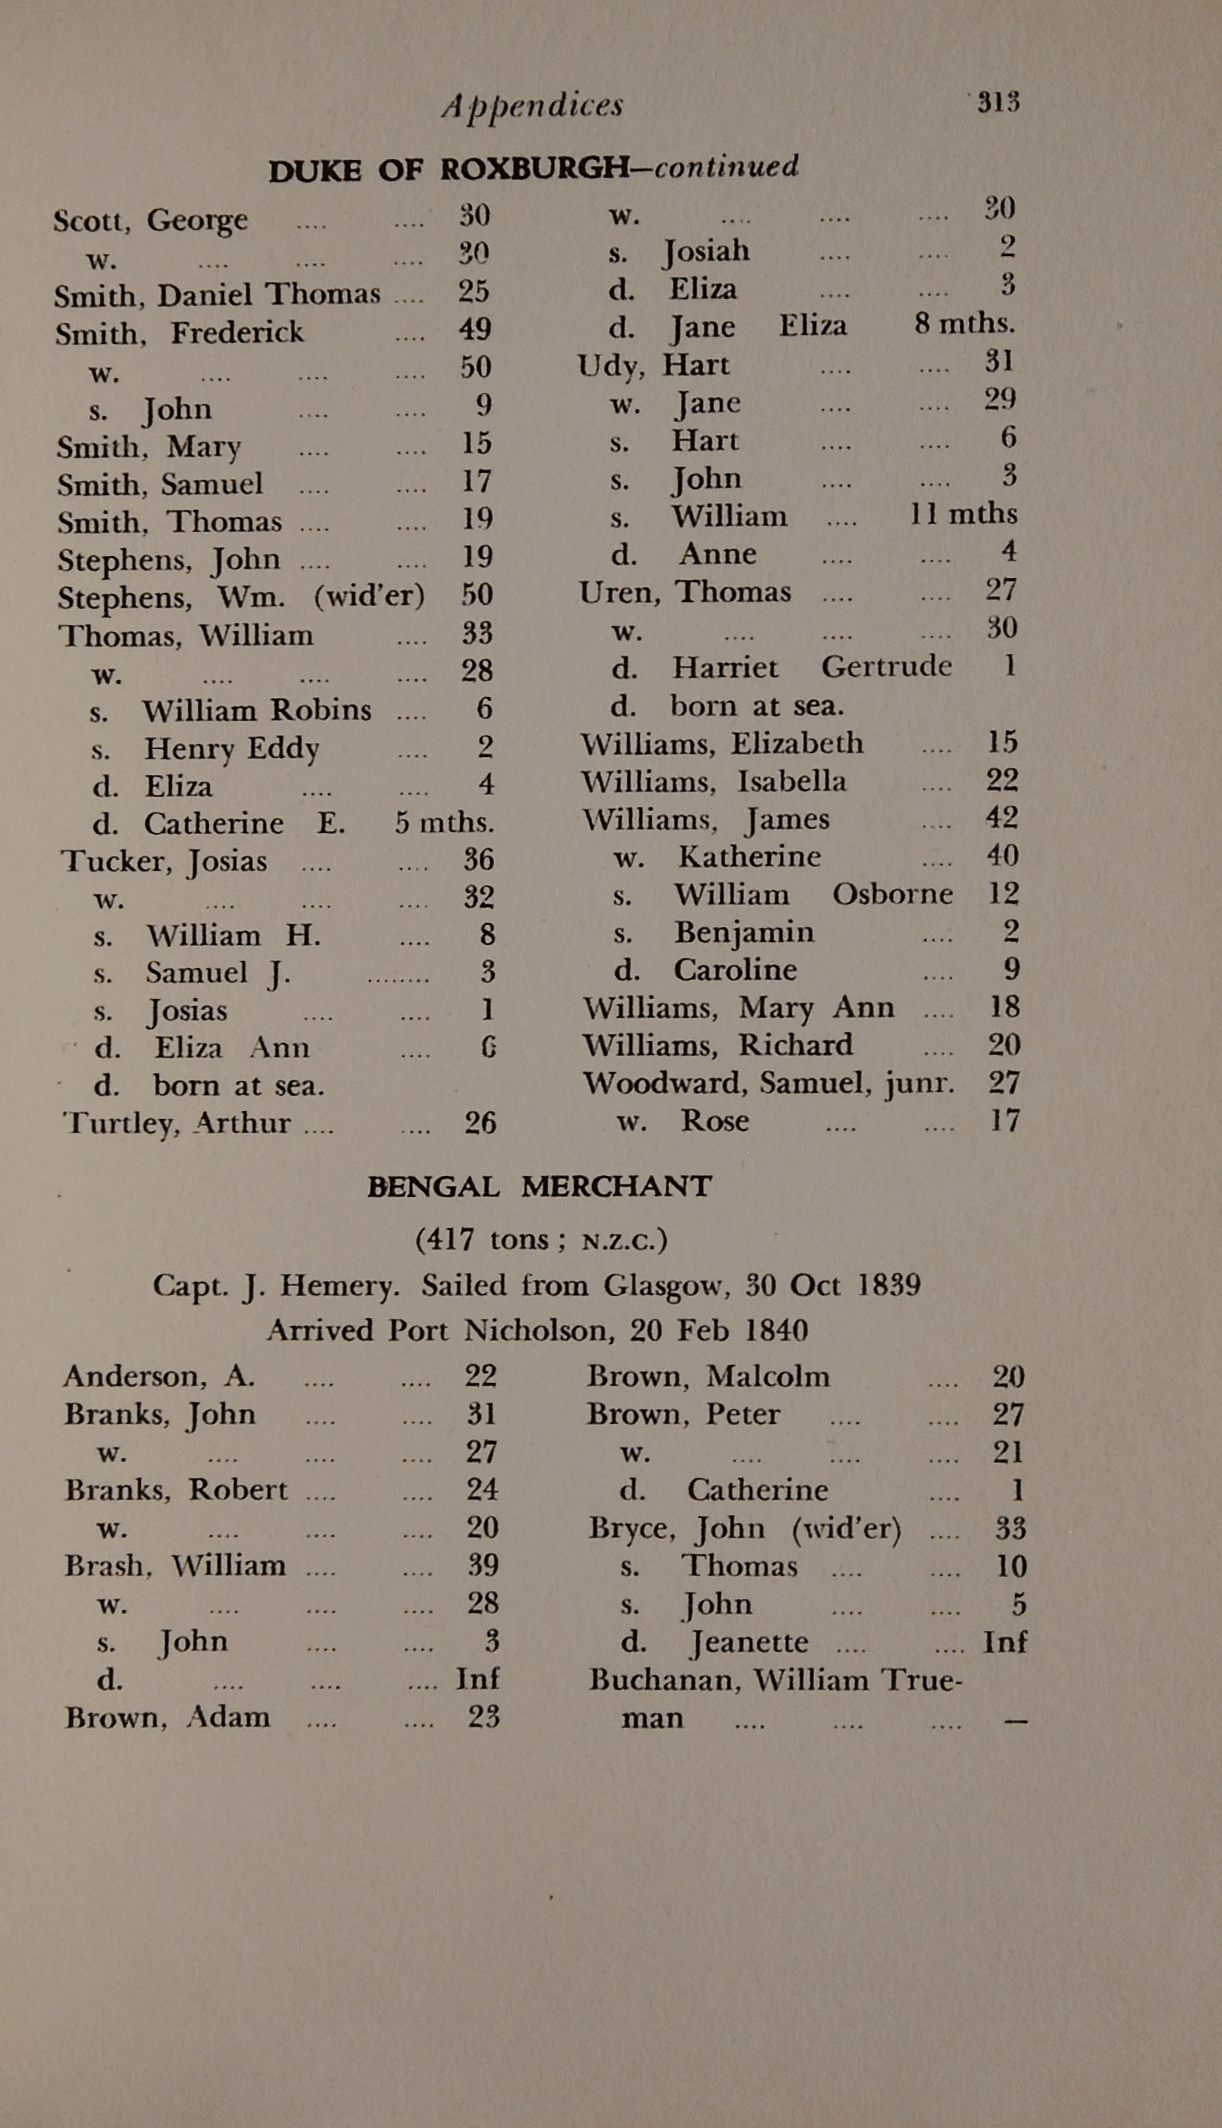 Appendices 313
DUKE OF ROXBURGH—continued
Scott, George .... .... 30
w. .... .... .... 30
Smith, Daniel Thomas .... 25
Smith, Frederick .... 49
w. .... .... .... 50
s. John .... .... 9
Smith, Mary .... .... 15
Smith, Samuel .... .... 17
Smith, Thomas .... .... 19
Stephens, John .... .... 19
Stephens, Wm. (wid'er) 50
Thomas, William .... 33
w. .... .... .... 28
s. William Robins .... 6
s. Henry Eddy .... 2
d. Eliza .... .... 4
d. Catherine E. 5 mths.
Tucker, Josias .... .... 36
w. .... .... .... 32
s. William H. .... 8
s. Samuel J. ........ 3
s. Josias .... .... 1
d. Eliza Ann .... 6
d. born at sea.
Turtley, Arthur .... .... 26
w. .... .... .... 30
s. Josiah .... .... 2
d. Eliza .... .... 3
d. Jane Eliza 8 mths.
Udy, Hart .... .... 31
w. Jane .... .... 29
s. Hart .... .... 6
s. John .... .... 3
s. William .... 11 mths
d. Anne .... .... 4
Uren, Thomas .... .... 27
w. .... .... .... 30
d. Harriet Gertrude 1
d. born at sea.
Williams, Elizabeth .... 15
Williams, Isabella .... 22
Williams, James .... 42
w. Katherine .... 40
s. William Osborne 12
s. Benjamin .... 2
d. Caroline .... 9
Williams, Mary Ann .... 18
Williams, Richard .... 20
Woodward, Samuel, junr. 27
w. Rose .... .... 17
BENGAL MERCHANT
(417 tons; N.Z.C.)
Capt. J. Hemery. Sailed from Glasgow, 30 Oct 1839
Arrived Port Nicholson, 20 Feb 1840
Anderson, A. .... .... 22
Branks, John .... .... 31
w. .... .... .... 27
Branks, Robert .... .... 24
w. .... .... .... 20
Brash, William .... .... 39
w. .... .... .... 28
s. John .... .... 3
d. .... .... .... Inf
Brown, Adam .... .... 23
Brown, Malcolm .... 20
Brown, Peter .... .... 27
w. .... .... .... 21
d. Catherine .... 1
Bryce, John (wid'er) .... 33
s. Thomas .... .... 10
s. John .... .... 5
d. Jeanette .... .... Inf
Buchanan, William True-
man .... .... .... —